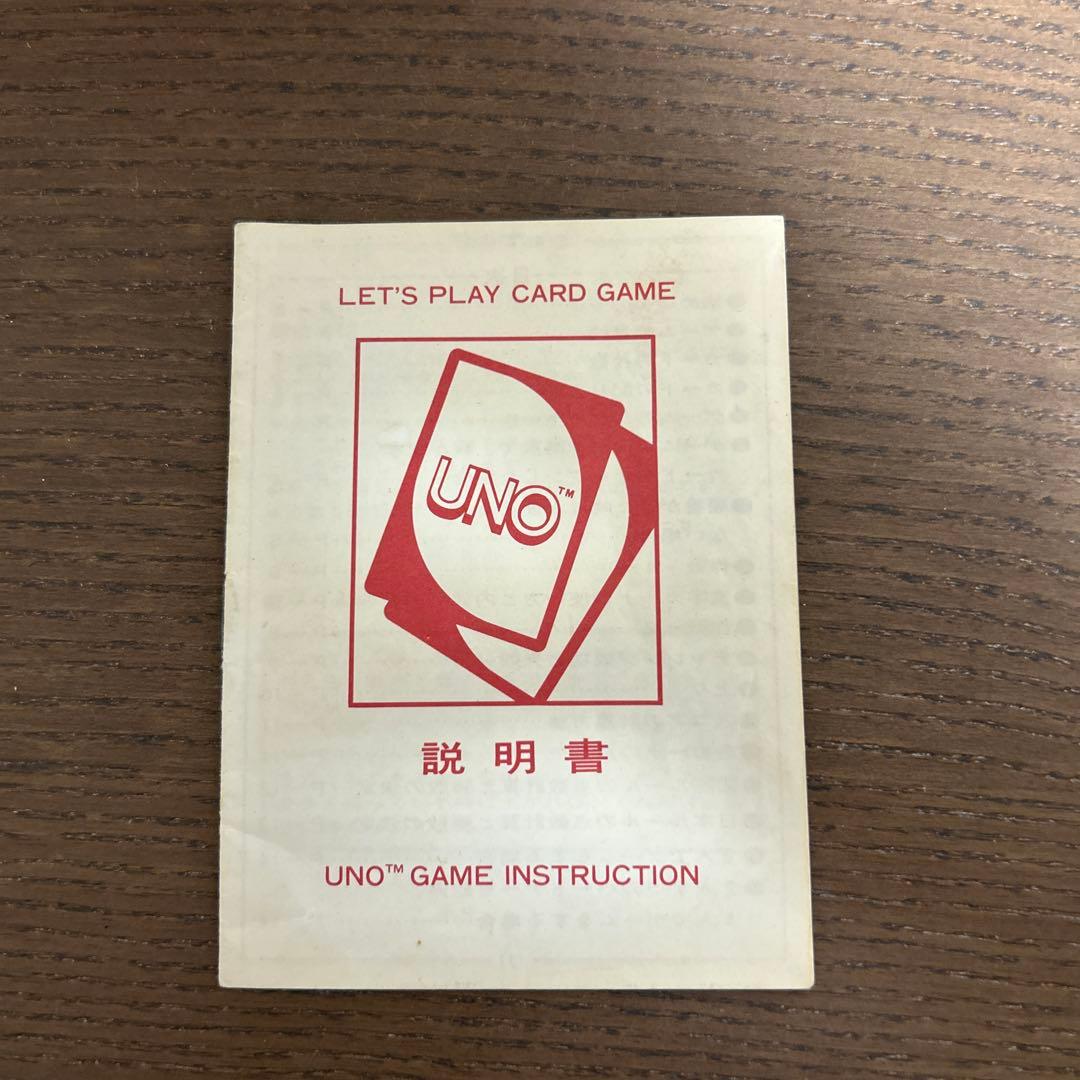 LET'S PLAY CARD GAME
UNO™
説明書
UNO™ GAME INSTRUCTION